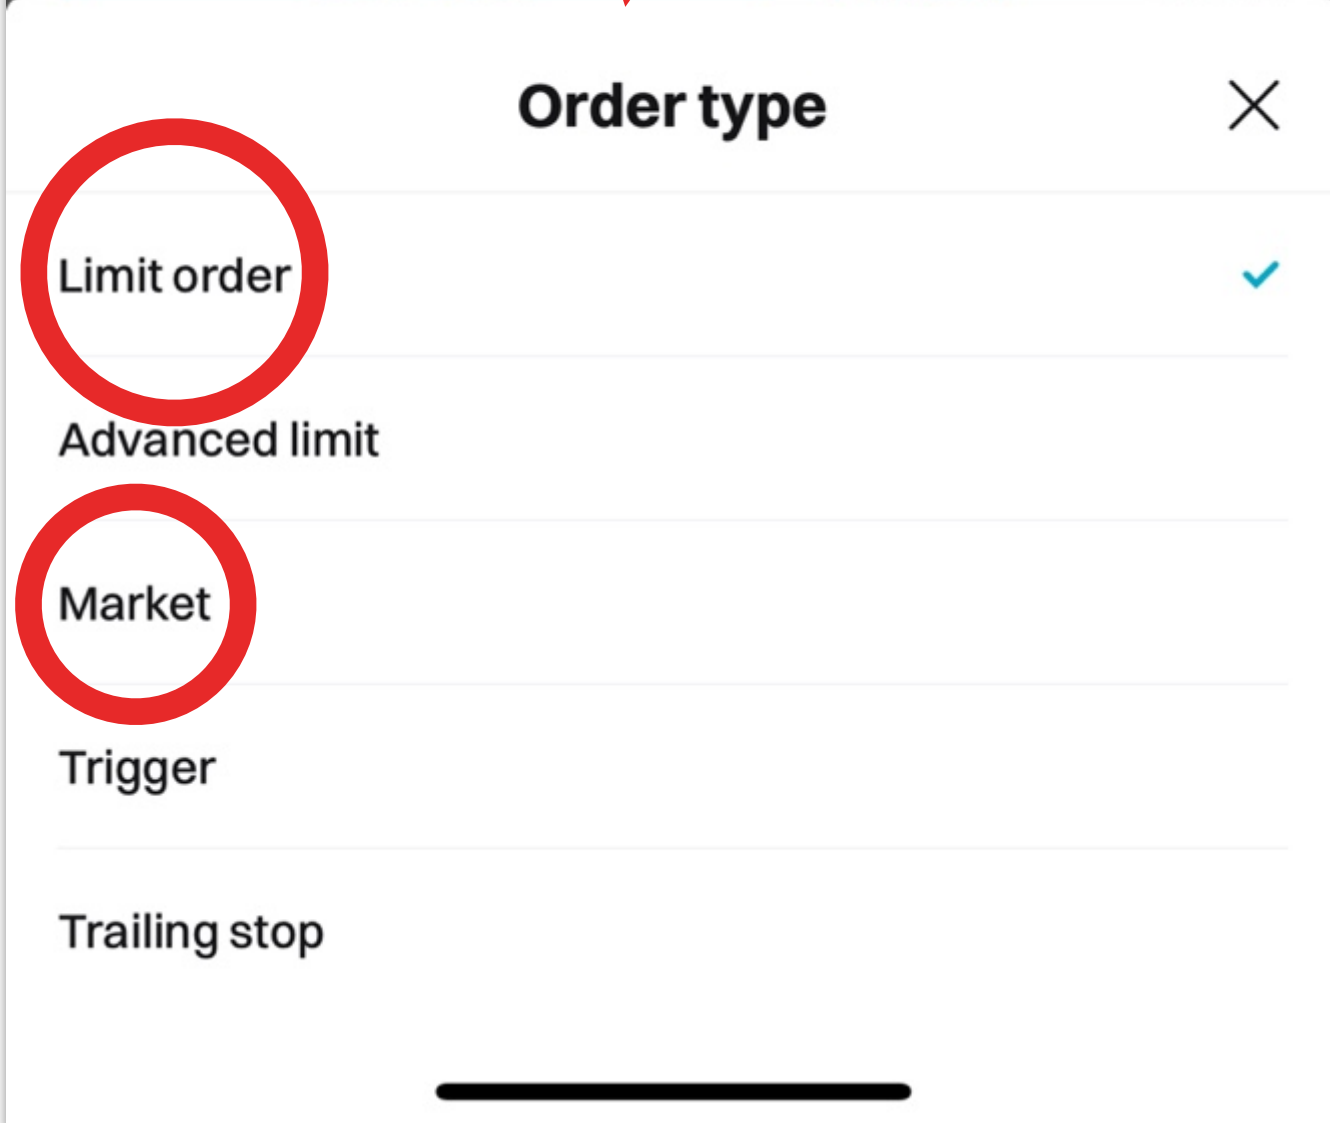 Order type
Limit order
Advanced limit
Market
Trigger
Trailing stop